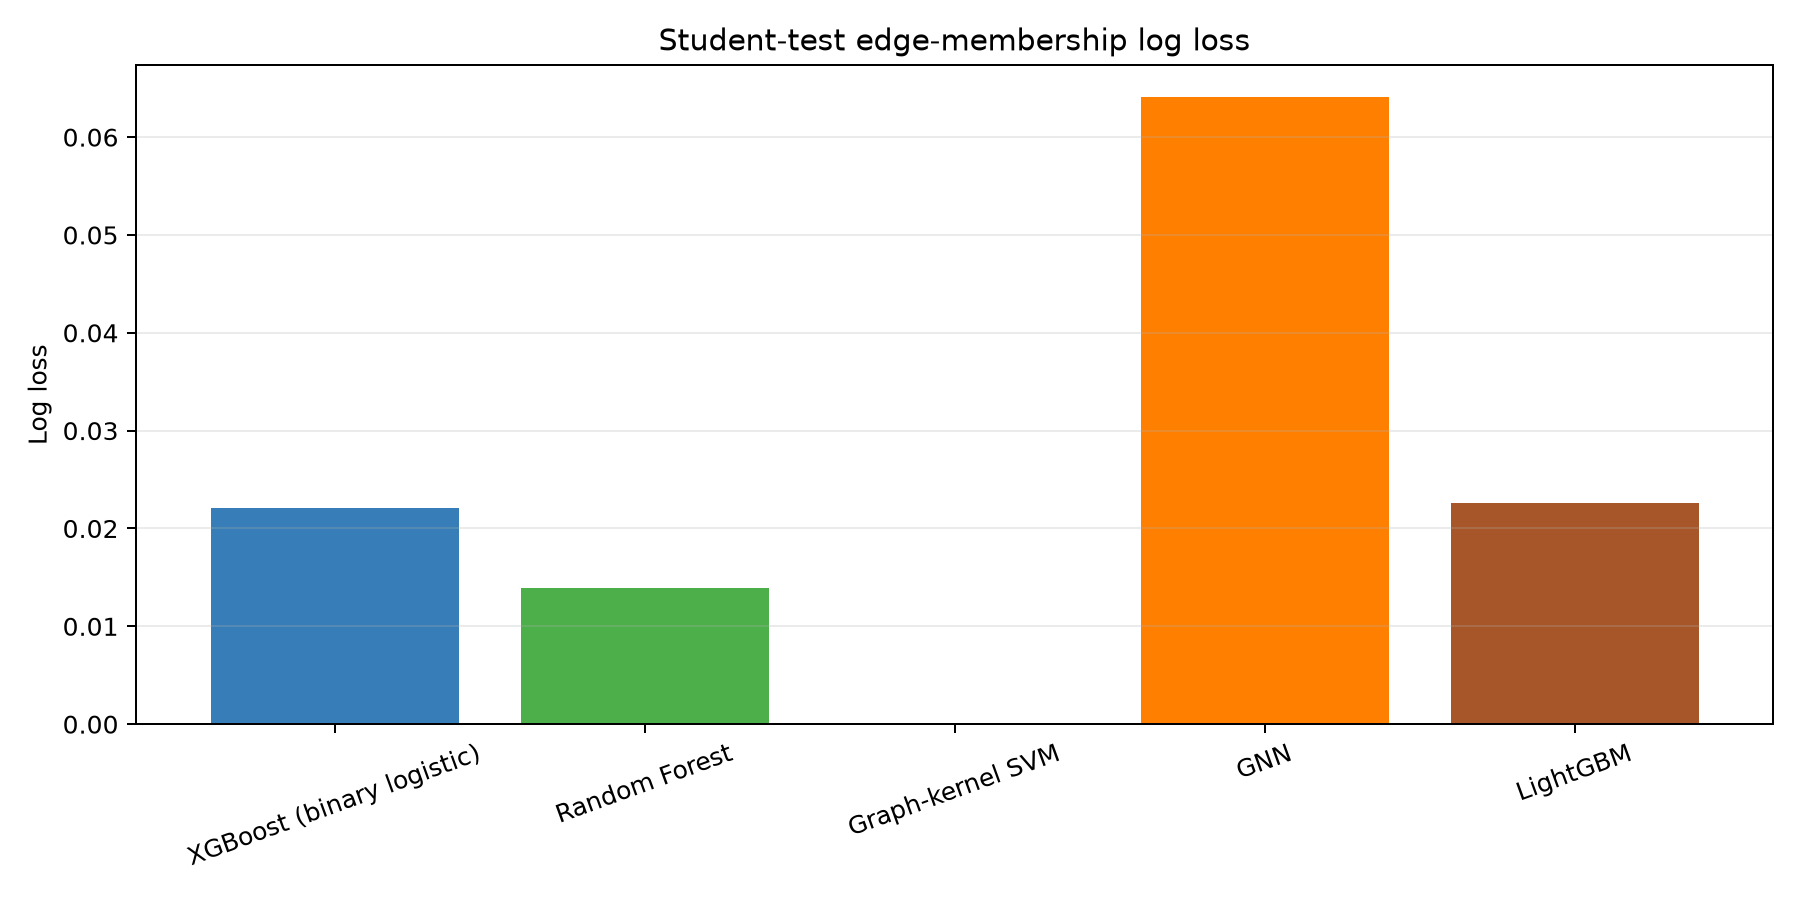 Student-test edge-membership log loss
Log loss
0.06
0.05
0.04
0.03
0.02
0.01
0.00
XGBoost (binary logistic)
Random Forest
Graph-kernel SVM
GNN
LightGBM